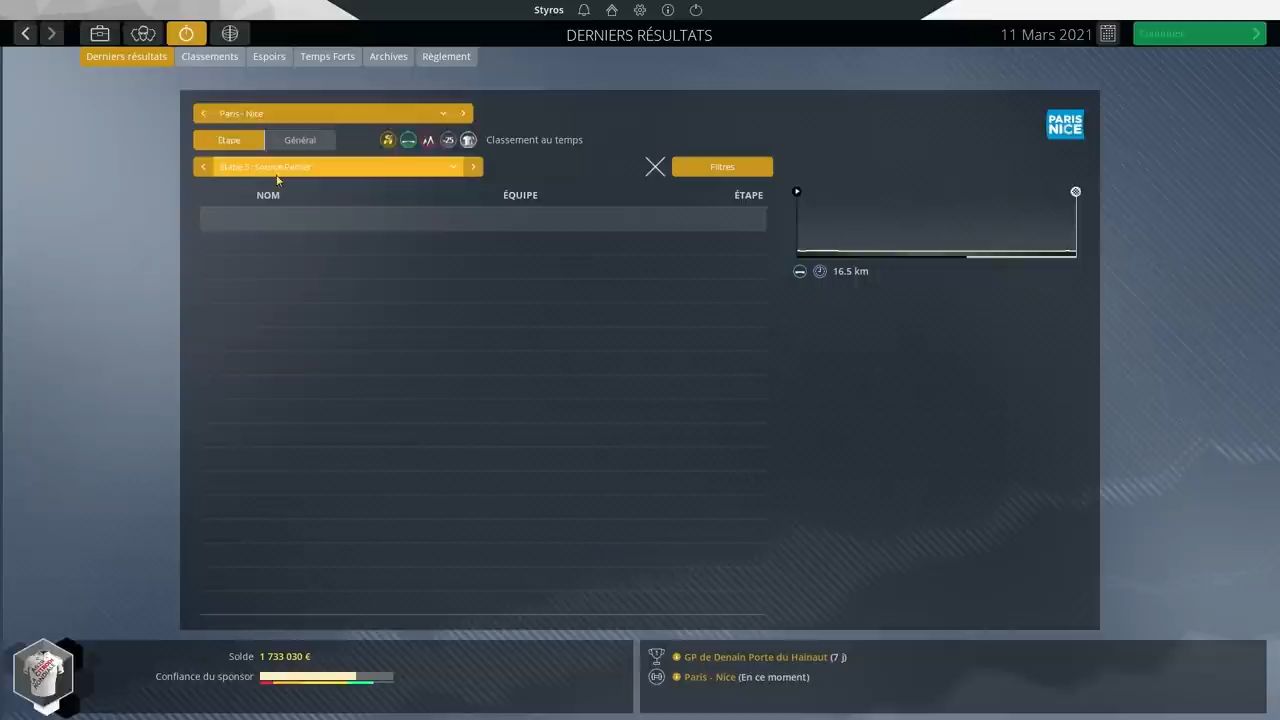 Styros
DERNIERS RÉSULTATS
11 Mars 2021
Derniers résultats
Classements
Espoirs
Temps Forts
Archives
Règlement
Paris - Nice
PARIS
NICE
Etape
Général
-25
Classement au temps
Filtres
NOM
ÉQUIPE
ÉTAPE
16.5 km
Solde 1 733 030 €
Confiance du sponsor
GP de Denain Porte du Hainaut (7 j)
Paris - Nice (En ce moment)